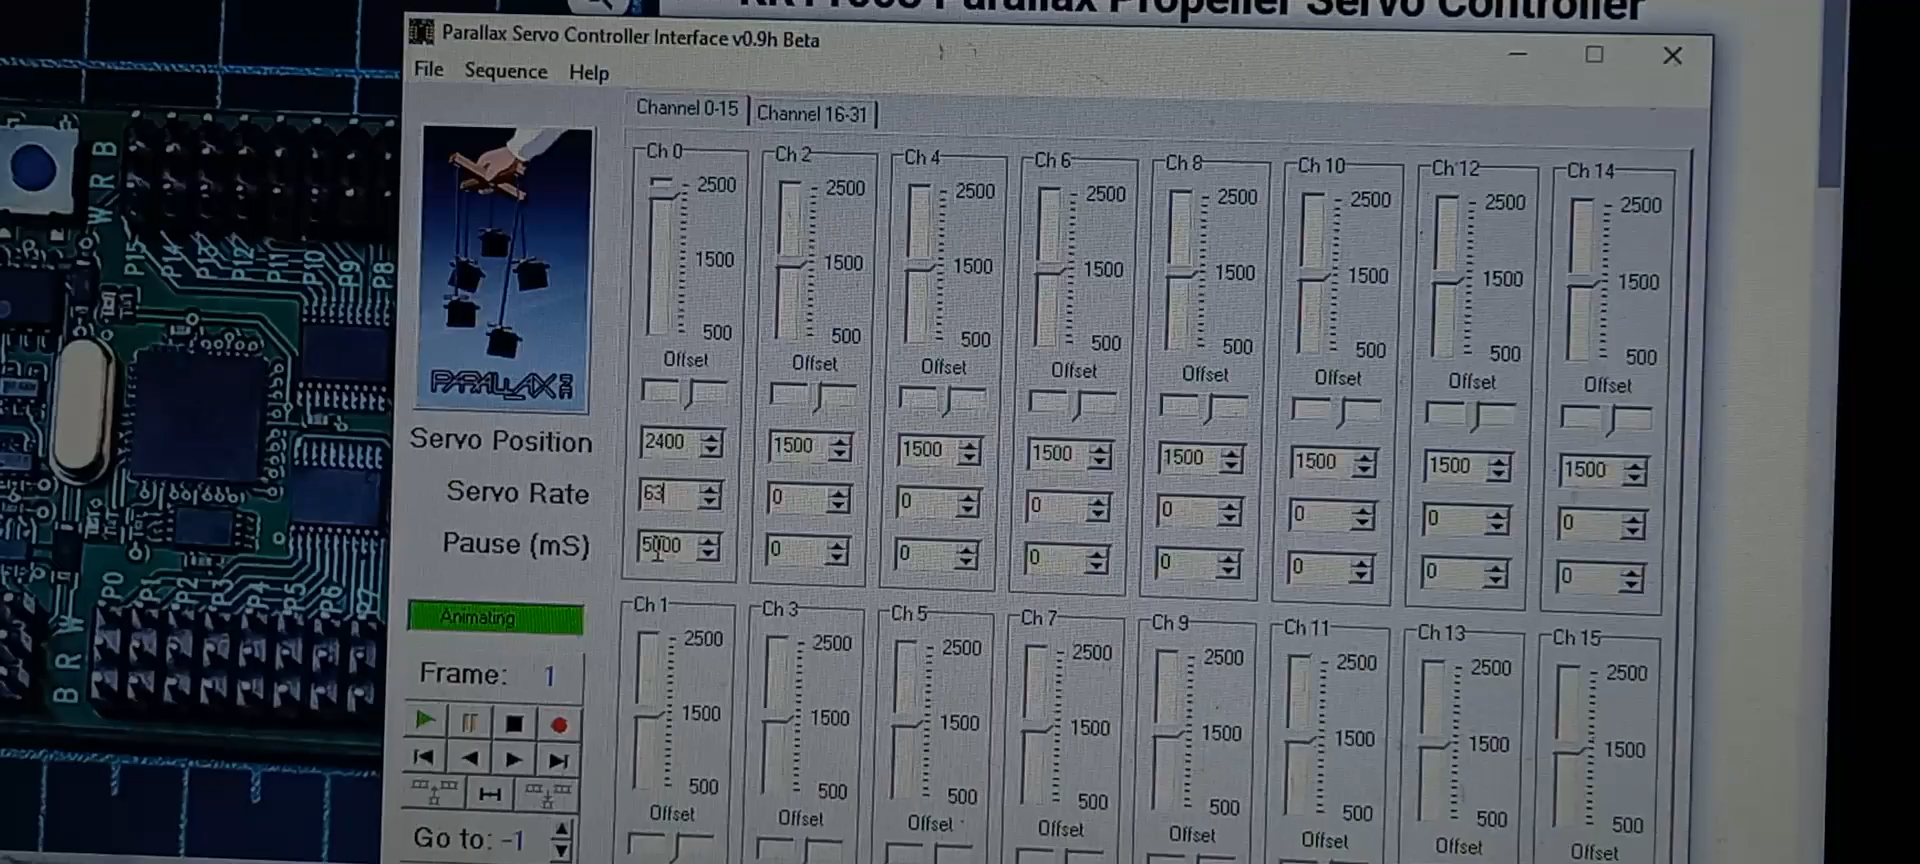 Parallax Propeller Servo Controller
Parallax Servo Controller Interface v0.9h Beta
File Sequence Help
Channel 0-15 Channel 16-31
Ch 0 Ch 2 Ch 4 Ch 6 Ch 8 Ch 10 Ch 12 Ch 14
2500 2500 2500 2500 2500 2500 2500 2500
1500 1500 1500 1500 1500 1500 1500 1500
500 500 500 500 500 500 500 500
Offset Offset Offset Offset Offset Offset Offset Offset
PARALLAX
Servo Position 2400 1500 1500 1500 1500 1500 1500 1500
Servo Rate 63 0 0 0 0 0 0 0
Pause (mS) 5000 0 0 0 0 0 0 0
Ch 1 Ch 3 Ch 5 Ch 7 Ch 9 Ch 11 Ch 13 Ch 15
2500 2500 2500 2500 2500 2500 2500 2500
1500 1500 1500 1500 1500 1500 1500 1500
500 500 500 500 500 500 500 500
Offset Offset Offset Offset Offset Offset Offset Offset
Animating
Frame: 1
Go to: -1
W R B
P15 P14 P13 P12 P11 P10 P9 P8
P0 P1 P2 P3 P4 P5 P6 P7
B R W